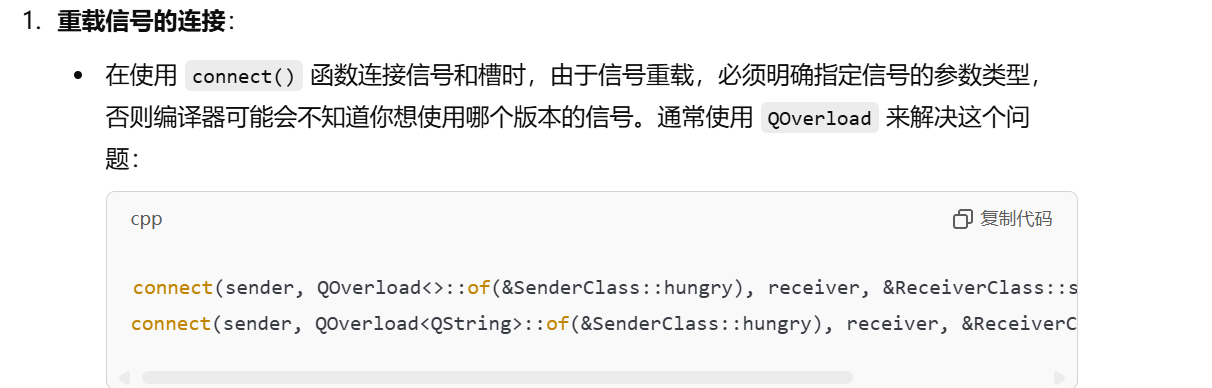 1. 重载信号的连接：
• 在使用 connect() 函数连接信号和槽时，由于信号重载，必须明确指定信号的参数类型，
否则编译器可能会不知道你想使用哪个版本的信号。通常使用 QOverload 来解决这个问
题：
cpp 复制代码
connect(sender, QOverload<>::of(&SenderClass::hungry), receiver, &ReceiverClass::s
connect(sender, QOverload<QString>::of(&SenderClass::hungry), receiver, &ReceiverC